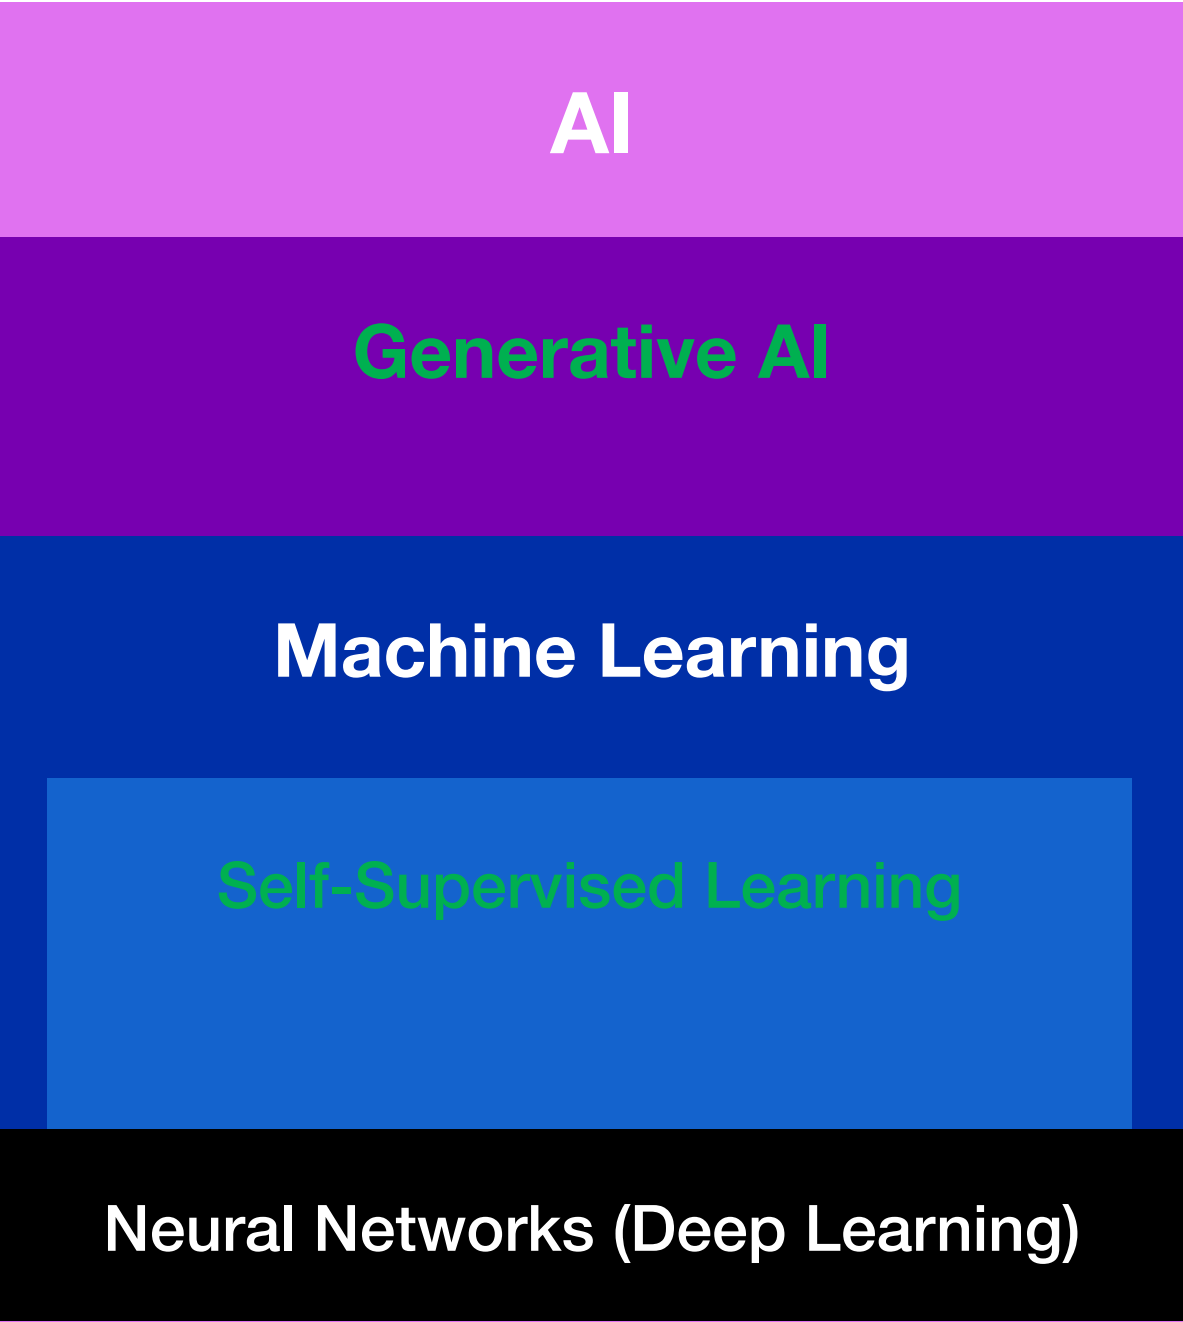 AI
Generative AI
Machine Learning
Self-Supervised Learning
Neural Networks (Deep Learning)